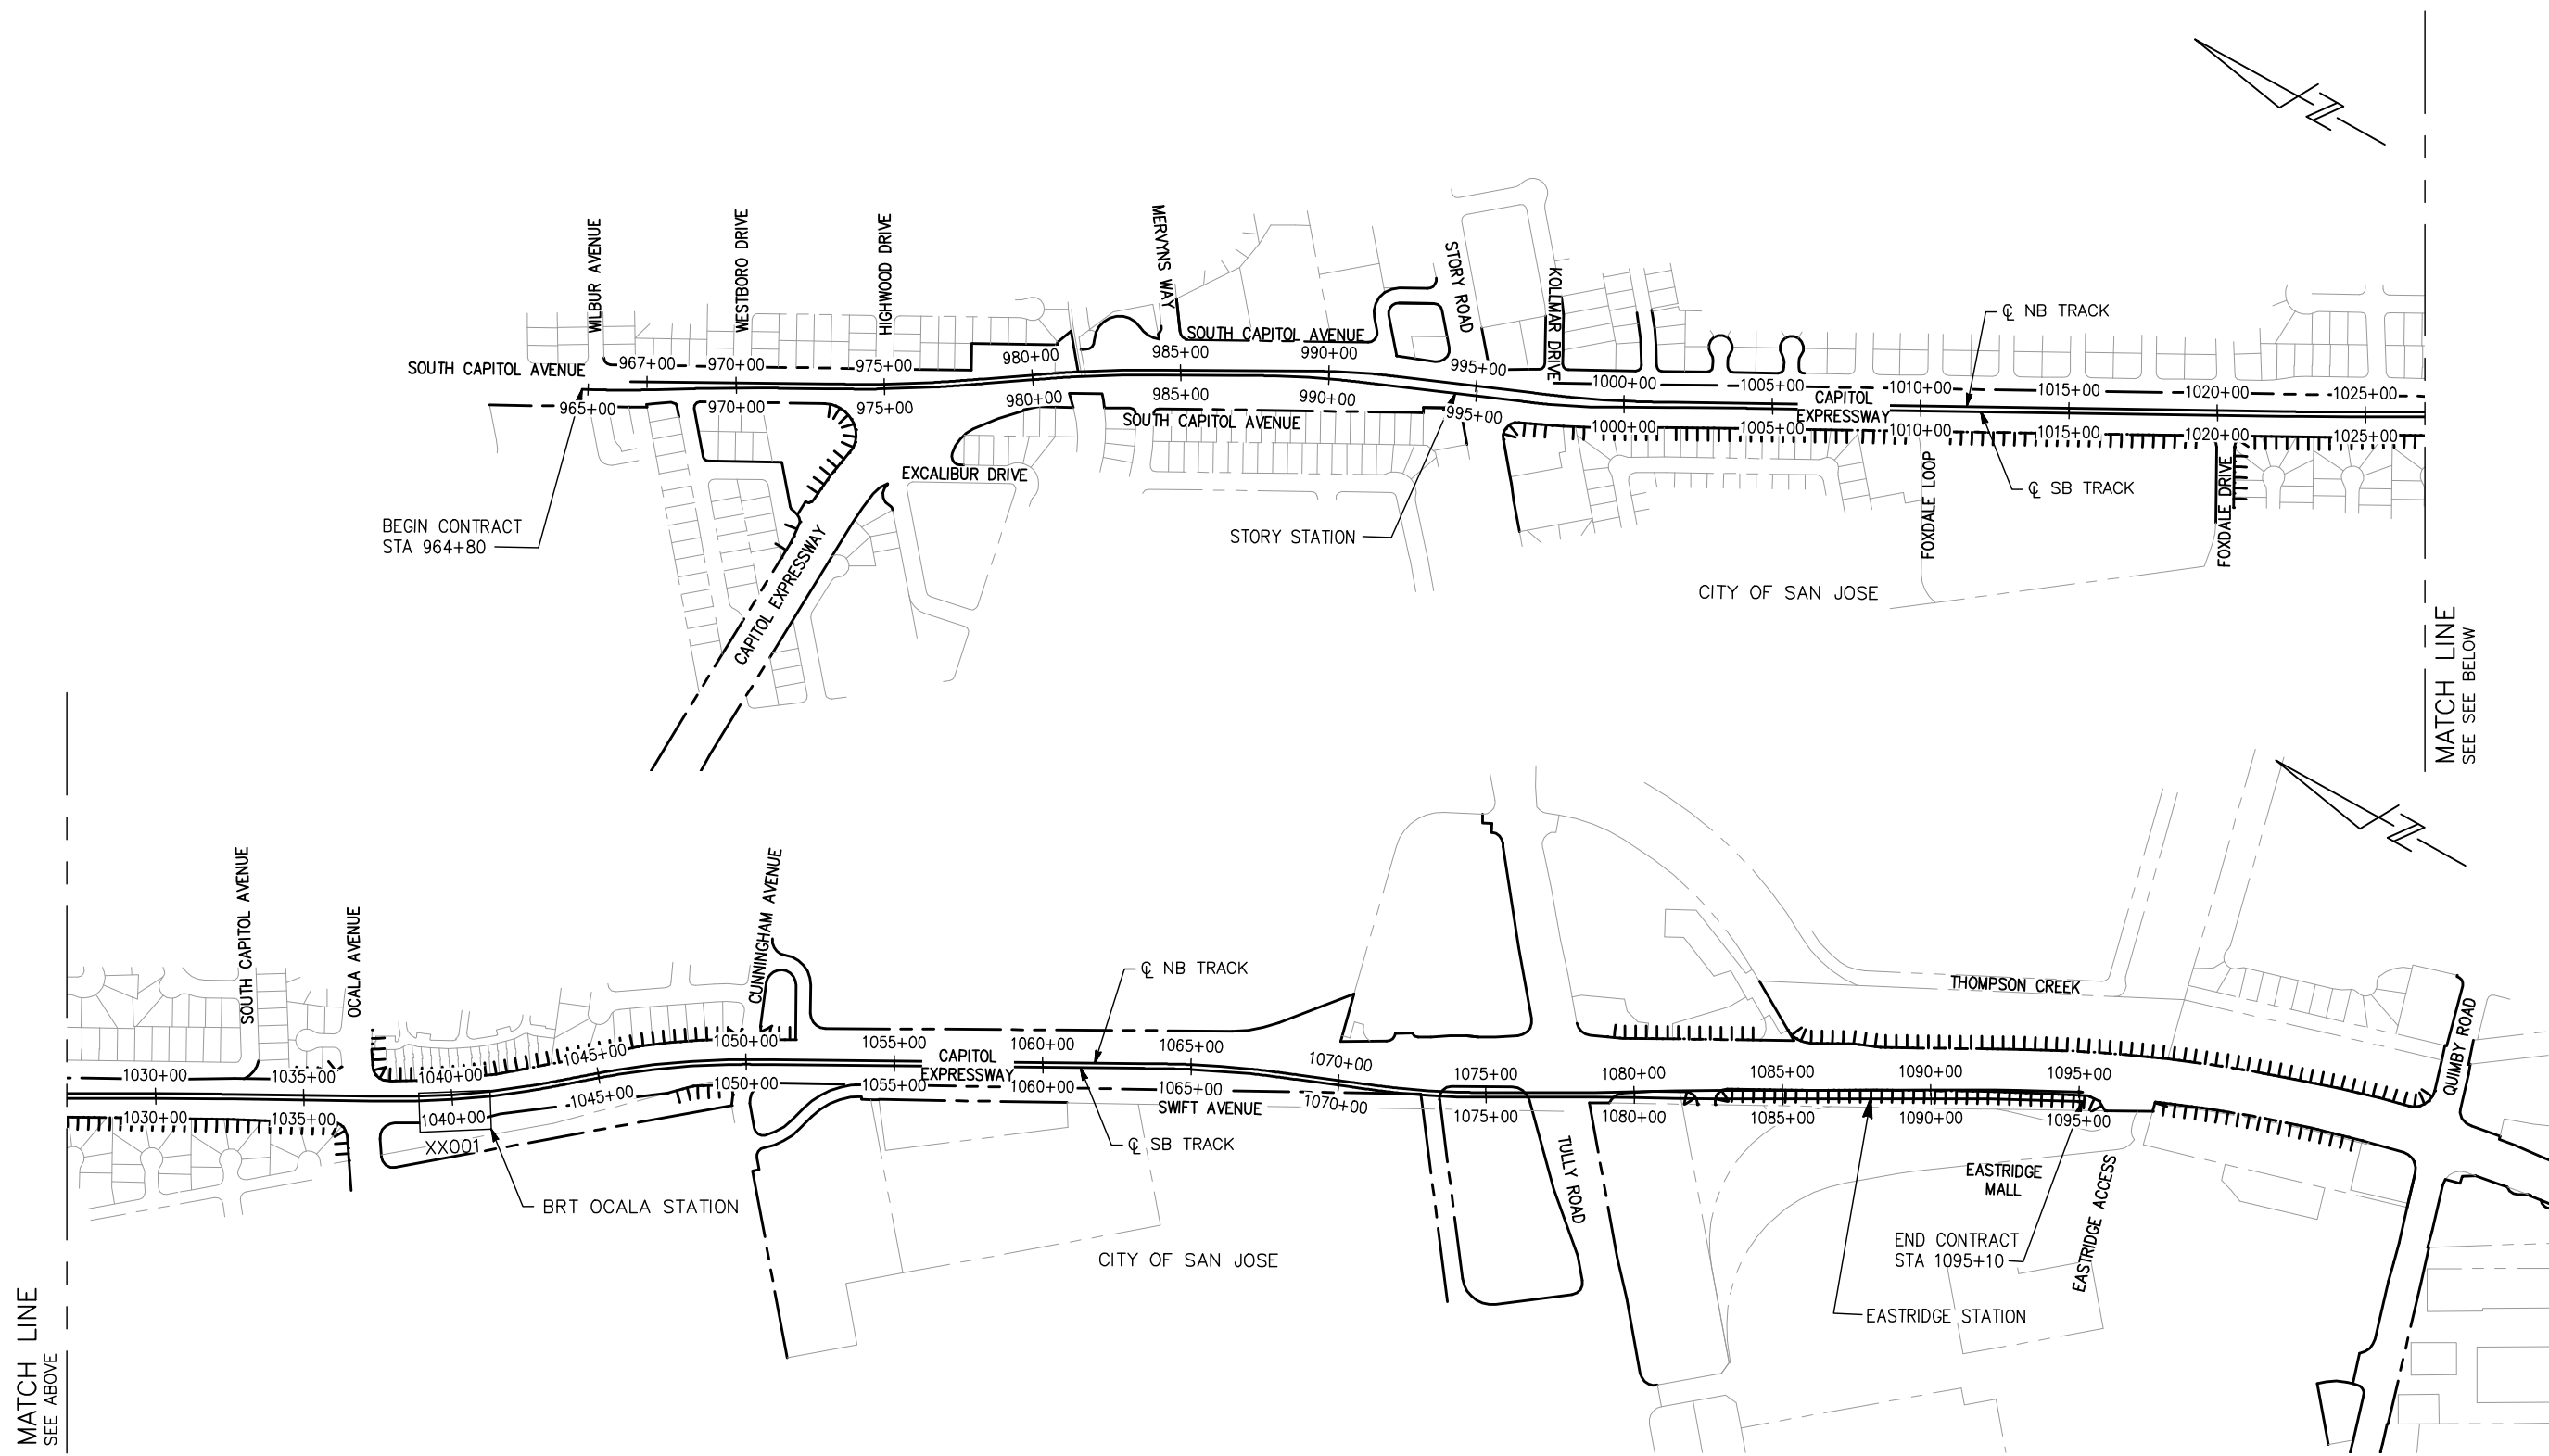 WILBUR AVENUE
WESTBORO DRIVE
HIGHWOOD DRIVE
MERVYNS WAY
STORY ROAD
KOLLMAR DRIVE
℄ NB TRACK
SOUTH CAPITOL AVENUE
SOUTH CAPITOL AVENUE
967+00
970+00
975+00
980+00
985+00
990+00
995+00
1000+00
1005+00
1010+00
1015+00
1020+00
1025+00
CAPITOL
EXPRESSWAY
965+00
970+00
975+00
980+00
985+00
990+00
995+00
1000+00
1005+00
1010+00
1015+00
1020+00
1025+00
SOUTH CAPITOL AVENUE
EXCALIBUR DRIVE
FOXDALE LOOP
FOXDALE DRIVE
℄ SB TRACK
BEGIN CONTRACT
STA 964+80
STORY STATION
CAPITOL EXPRESSWAY
CITY OF SAN JOSE
MATCH LINE
SEE SEE BELOW
SOUTH CAPITOL AVENUE
OCALA AVENUE
CUNNINGHAM AVENUE
℄ NB TRACK
THOMPSON CREEK
QUIMBY ROAD
1030+00
1035+00
1040+00
1045+00
1050+00
1055+00
1060+00
1065+00
1070+00
1075+00
1080+00
1085+00
1090+00
1095+00
CAPITOL
EXPRESSWAY
1030+00
1035+00
1040+00
1045+00
1050+00
1055+00
1060+00
1065+00
1070+00
1075+00
1080+00
1085+00
1090+00
1095+00
SWIFT AVENUE
XX001
℄ SB TRACK
TULLY ROAD
EASTRIDGE
MALL
EASTRIDGE ACCESS
BRT OCALA STATION
CITY OF SAN JOSE
END CONTRACT
STA 1095+10
EASTRIDGE STATION
MATCH LINE
SEE ABOVE